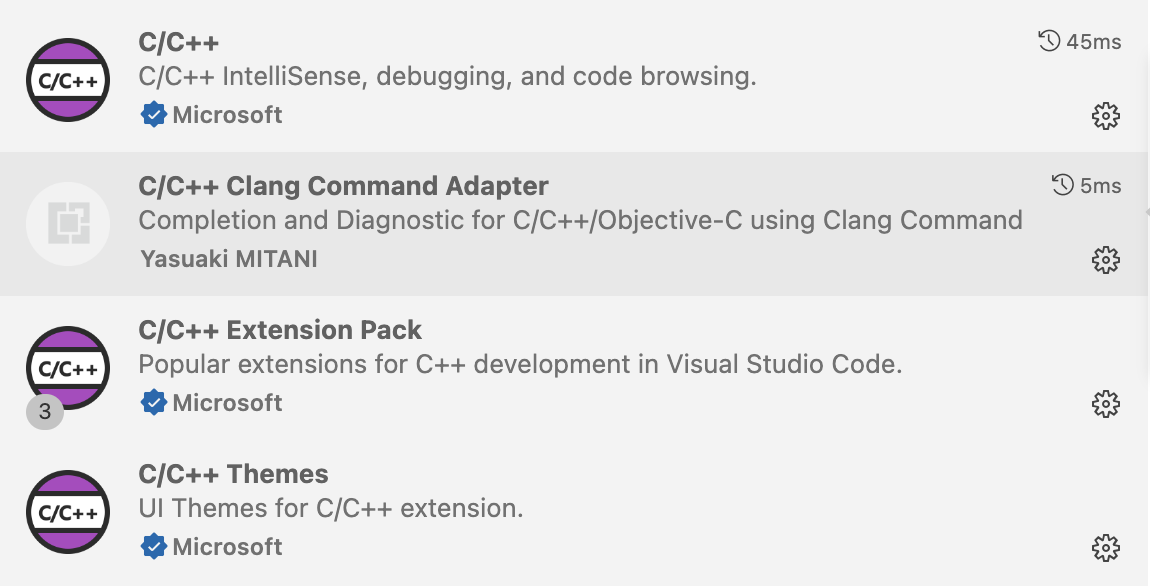 C/C++
45ms
C/C++
C/C++ IntelliSense, debugging, and code browsing.
Microsoft
C/C++ Clang Command Adapter
5ms
Completion and Diagnostic for C/C++/Objective-C using Clang Command
Yasuaki MITANI
C/C++ Extension Pack
C/C++
Popular extensions for C++ development in Visual Studio Code.
3
Microsoft
C/C++ Themes
C/C++
UI Themes for C/C++ extension.
Microsoft